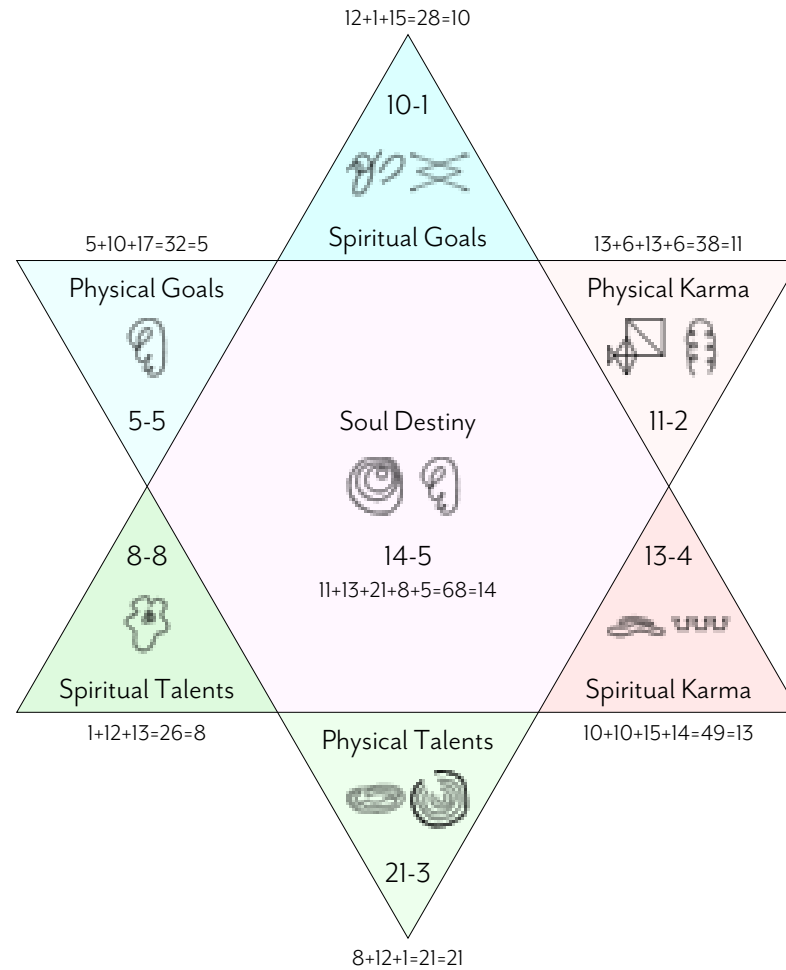 12+1+15=28=10
10-1
Spiritual Goals
5+10+17=32=5
Physical Goals
5-5
13+6+13+6=38=11
Physical Karma
11-2
Soul Destiny
14-5
11+13+21+8+5=68=14
8-8
Spiritual Talents
1+12+13=26=8
13-4
Spiritual Karma
10+10+15+14=49=13
Physical Talents
21-3
8+12+1=21=21